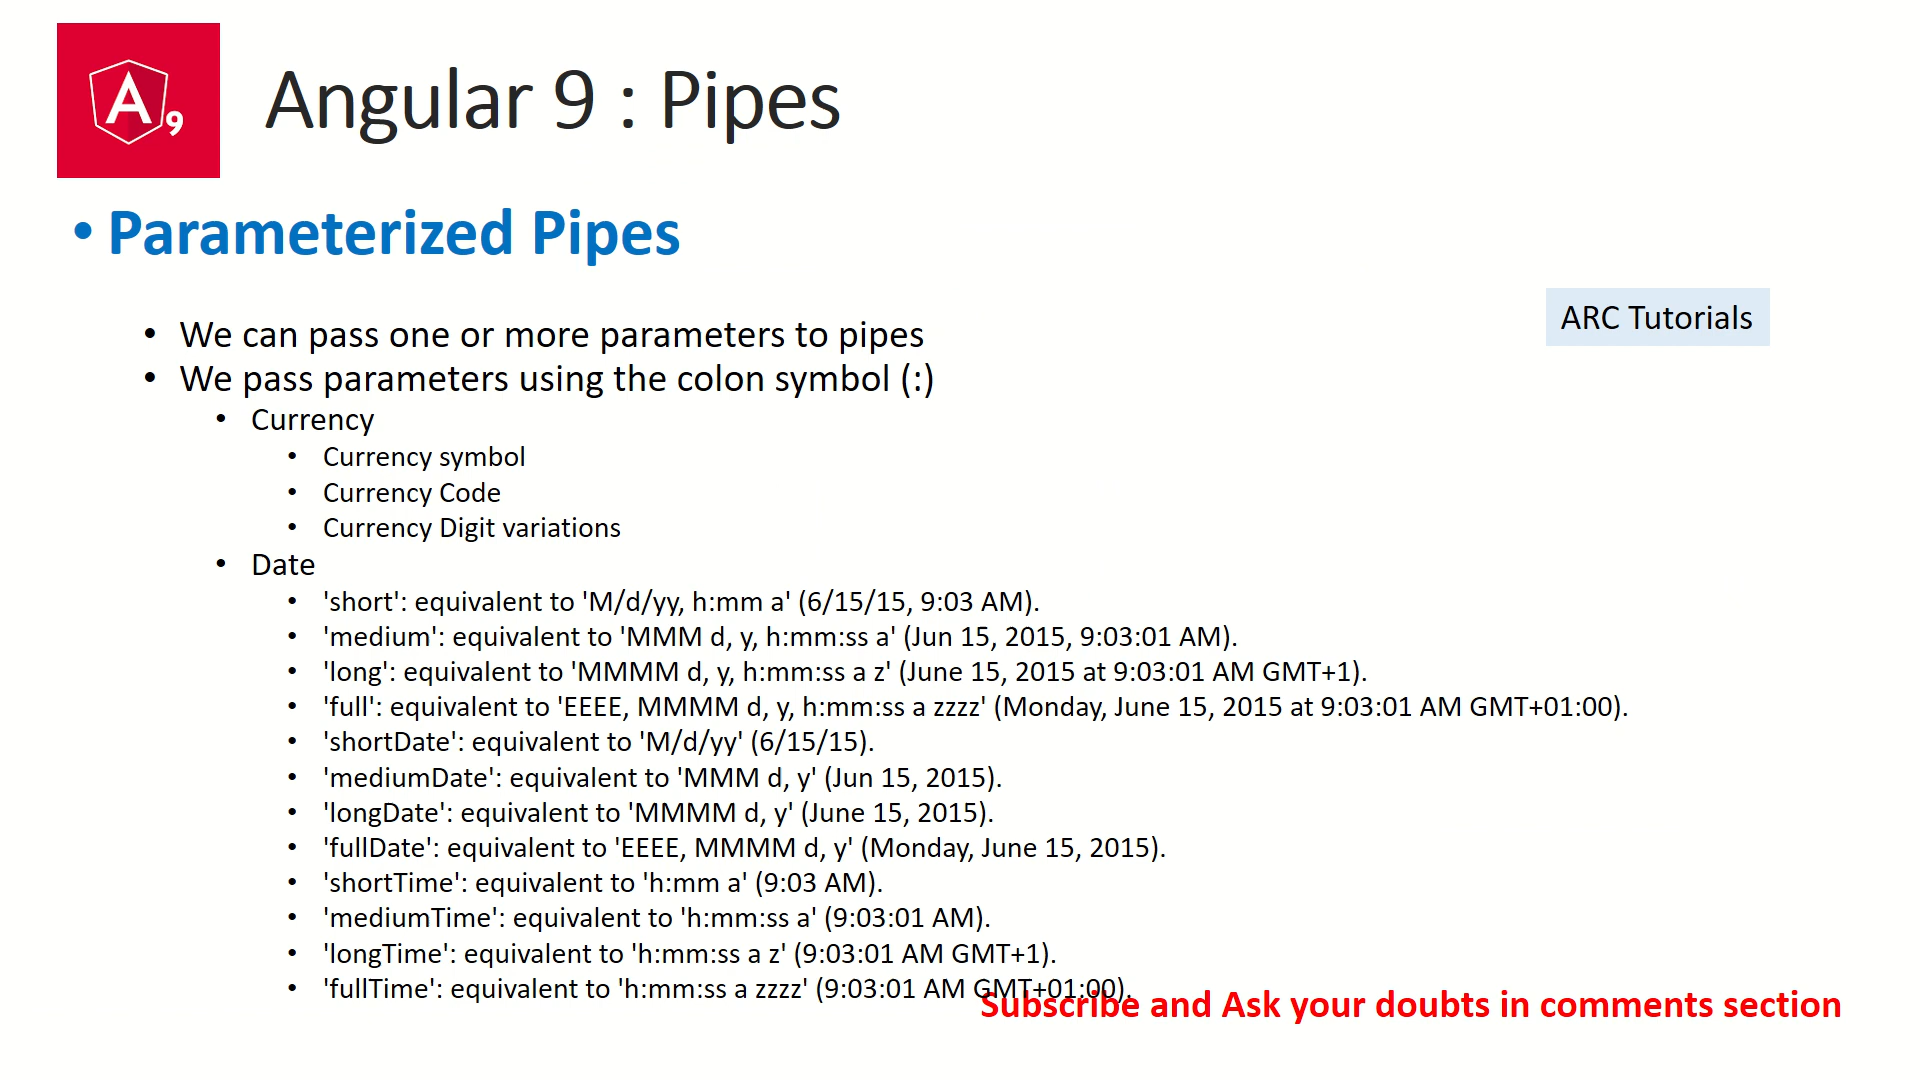 A9
Angular 9 : Pipes
• Parameterized Pipes
ARC Tutorials
• We can pass one or more parameters to pipes
• We pass parameters using the colon symbol (:)
• Currency
• Currency symbol
• Currency Code
• Currency Digit variations
• Date
• 'short': equivalent to 'M/d/yy, h:mm a' (6/15/15, 9:03 AM).
• 'medium': equivalent to 'MMM d, y, h:mm:ss a' (Jun 15, 2015, 9:03:01 AM).
• 'long': equivalent to 'MMMM d, y, h:mm:ss a z' (June 15, 2015 at 9:03:01 AM GMT+1).
• 'full': equivalent to 'EEEE, MMMM d, y, h:mm:ss a zzzz' (Monday, June 15, 2015 at 9:03:01 AM GMT+01:00).
• 'shortDate': equivalent to 'M/d/yy' (6/15/15).
• 'mediumDate': equivalent to 'MMM d, y' (Jun 15, 2015).
• 'longDate': equivalent to 'MMMM d, y' (June 15, 2015).
• 'fullDate': equivalent to 'EEEE, MMMM d, y' (Monday, June 15, 2015).
• 'shortTime': equivalent to 'h:mm a' (9:03 AM).
• 'mediumTime': equivalent to 'h:mm:ss a' (9:03:01 AM).
• 'longTime': equivalent to 'h:mm:ss a z' (9:03:01 AM GMT+1).
• 'fullTime': equivalent to 'h:mm:ss a zzzz' (9:03:01 AM GMT+01:00).
Subscribe and Ask your doubts in comments section